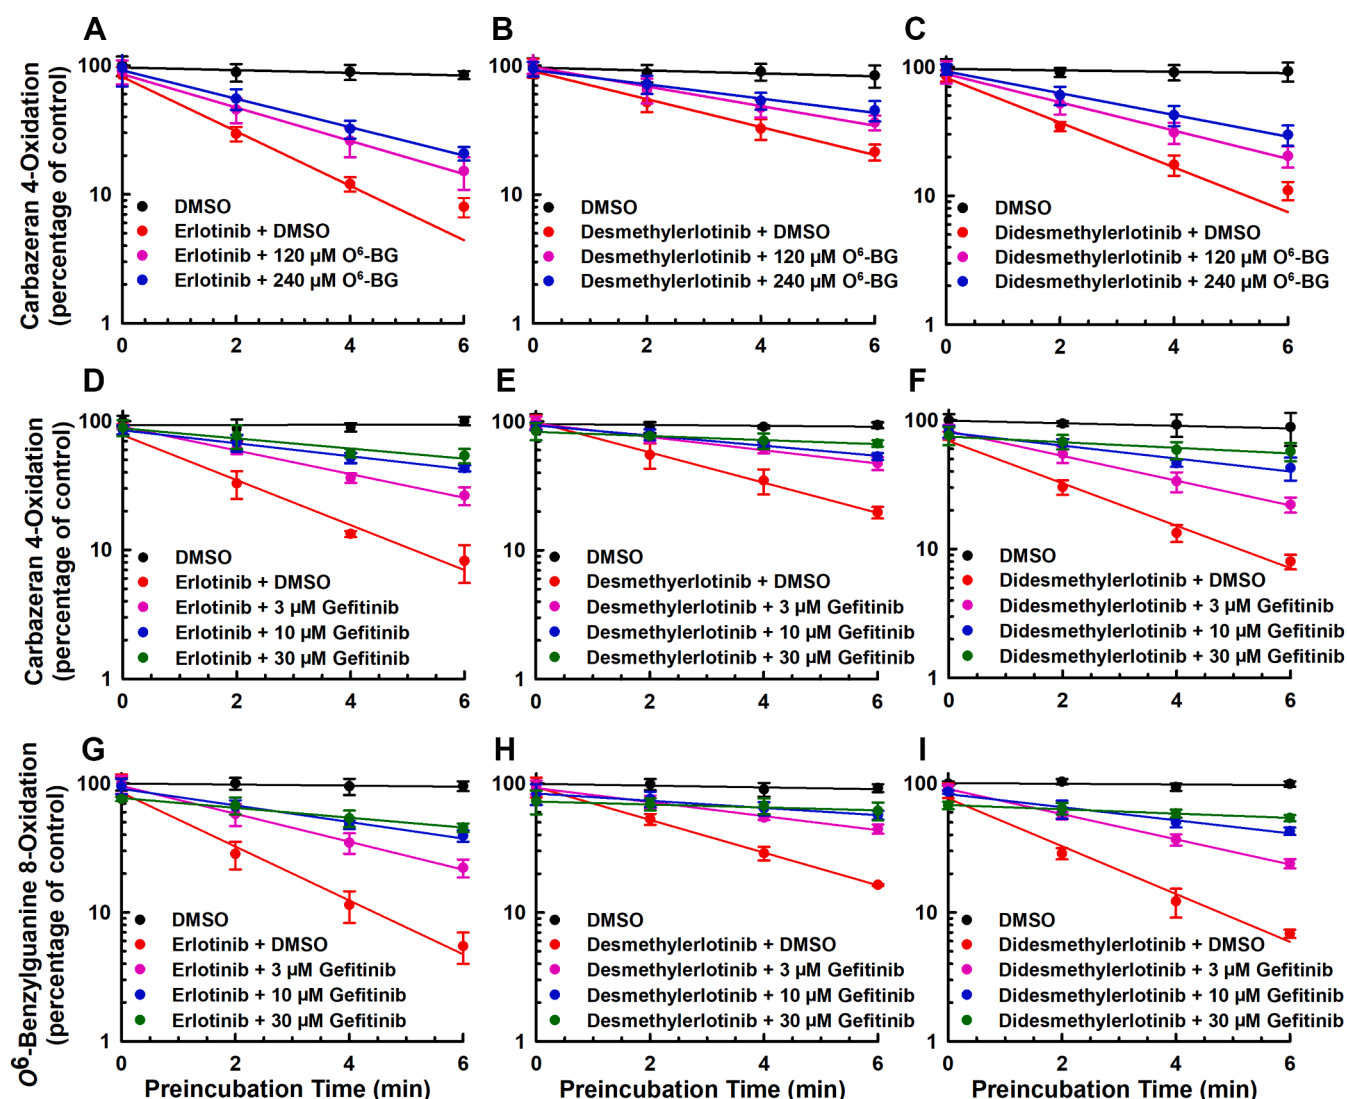 A
B
C
Carbazeran 4-Oxidation
(percentage of control)
100
10
1
DMSO
Erlotinib + DMSO
Erlotinib + 120 µM O⁶-BG
Erlotinib + 240 µM O⁶-BG
0 2 4 6
100
10
1
DMSO
Desmethylerlotinib + DMSO
Desmethylerlotinib + 120 µM O⁶-BG
Desmethylerlotinib + 240 µM O⁶-BG
0 2 4 6
100
10
1
DMSO
Didesmethylerlotinib + DMSO
Didesmethylerlotinib + 120 µM O⁶-BG
Didesmethylerlotinib + 240 µM O⁶-BG
0 2 4 6
D
E
F
Carbazeran 4-Oxidation
(percentage of control)
100
10
1
DMSO
Erlotinib + DMSO
Erlotinib + 3 µM Gefitinib
Erlotinib + 10 µM Gefitinib
Erlotinib + 30 µM Gefitinib
0 2 4 6
100
10
1
DMSO
Desmethyerlotinib + DMSO
Desmethylerlotinib + 3 µM Gefitinib
Desmethylerlotinib + 10 µM Gefitinib
Desmethylerlotinib + 30 µM Gefitinib
0 2 4 6
100
10
1
DMSO
Didesmethylerlotinib + DMSO
Didesmethylerlotinib + 3 µM Gefitinib
Didesmethylerlotinib + 10 µM Gefitinib
Didesmethylerlotinib + 30 µM Gefitinib
0 2 4 6
G
H
I
O⁶-Benzylguanine 8-Oxidation
(percentage of control)
100
10
1
DMSO
Erlotinib + DMSO
Erlotinib + 3 µM Gefitinib
Erlotinib + 10 µM Gefitinib
Erlotinib + 30 µM Gefitinib
0 2 4 6
Preincubation Time (min)
100
10
1
DMSO
Desmethylerlotinib + DMSO
Desmethylerlotinib + 3 µM Gefitinib
Desmethylerlotinib + 10 µM Gefitinib
Desmethylerlotinib + 30 µM Gefitinib
0 2 4 6
Preincubation Time (min)
100
10
1
DMSO
Didesmethylerlotinib + DMSO
Didesmethylerlotinib + 3 µM Gefitinib
Didesmethylerlotinib + 10 µM Gefitinib
Didesmethylerlotinib + 30 µM Gefitinib
0 2 4 6
Preincubation Time (min)